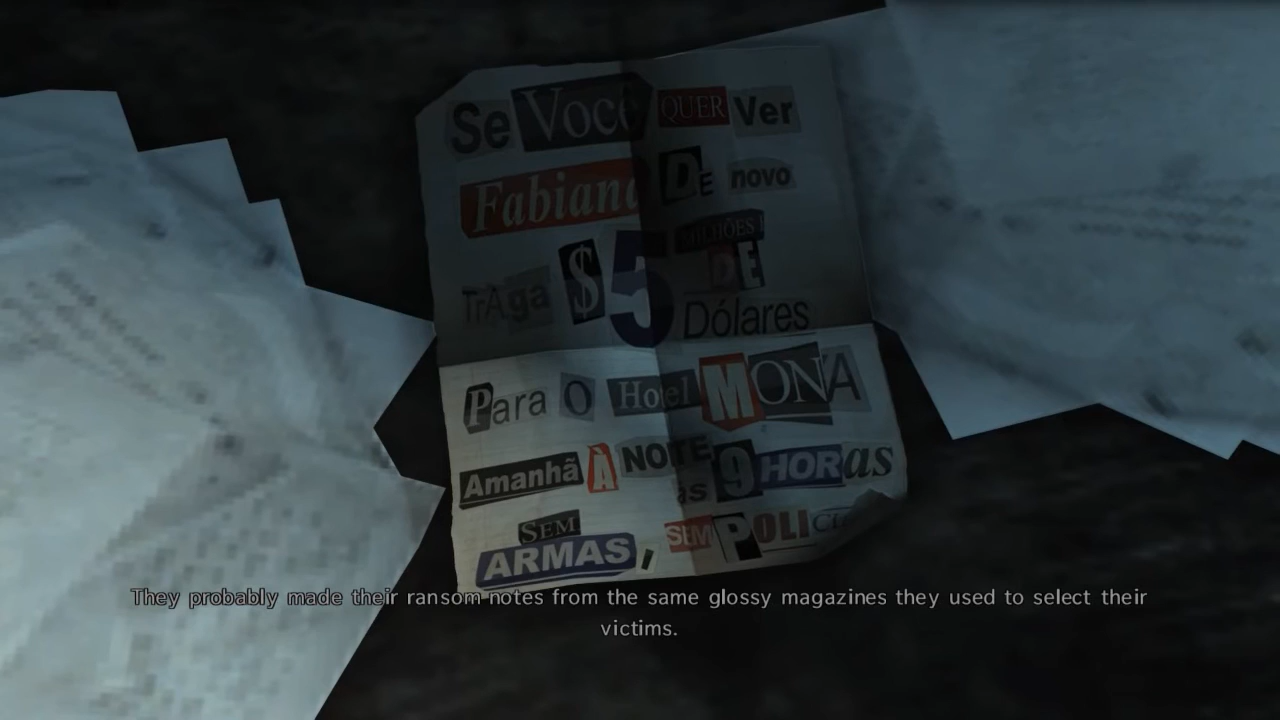 Se Você QUER Ver
Fabiana DE novo
TrAga $5 MILHÕES DE
Dólares
Para O Hotel MONA
Amanhã À NOITE
às 9 HORas
SEM ARMAS, SEM POLI
They probably made their ransom notes from the same glossy magazines they used to select their
victims.